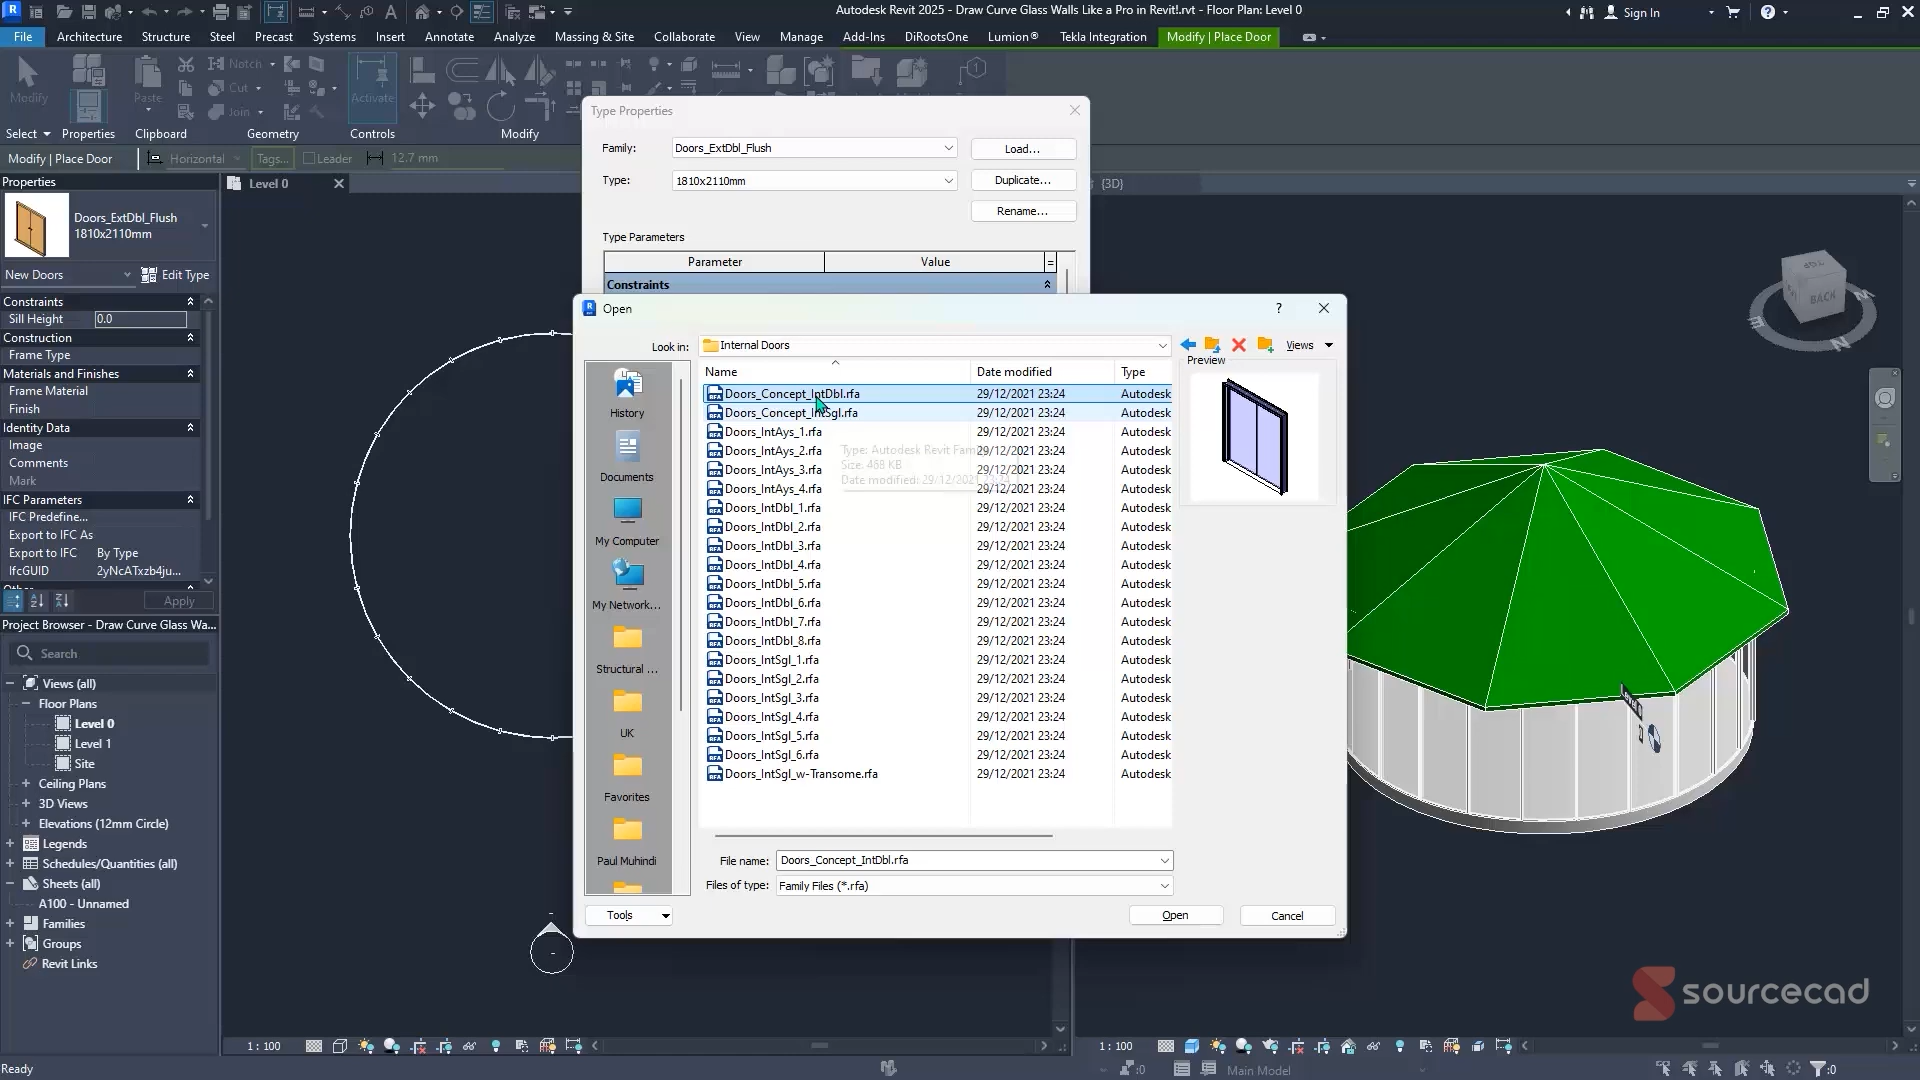 Autodesk Revit 2025 - Draw Curve Glass Walls Like a Pro in Revit!.rvt - Floor Plan: Level 0
Sign In
File Architecture Structure Steel Precast Systems Insert Annotate Analyze Massing & Site Collaborate View Manage Add-Ins DiRootsOne Lumion® Tekla Integration Modify | Place Door
Modify
Paste
Notch
Cut
Join
Activate
Select Properties Clipboard Geometry Controls Modify
Modify | Place Door Horizontal Tags... Leader 12.7 mm
Properties
Doors_ExtDbl_Flush
1810x2110mm
New Doors Edit Type
Constraints
Sill Height 0.0
Construction
Frame Type
Materials and Finishes
Frame Material
Finish
Identity Data
Image
Comments
Mark
IFC Parameters
IFC Predefine...
Export to IFC As
Export to IFC By Type
IfcGUID 2yNcATxzb4ju...
Other
Apply
Project Browser - Draw Curve Glass Wa...
Search
Views (all)
Floor Plans
Level 0
Level 1
Site
Ceiling Plans
3D Views
Elevations (12mm Circle)
Legends
Schedules/Quantities (all)
Sheets (all)
A100 - Unnamed
Families
Groups
Revit Links
Ready
Level 0
{3D}
Type Properties
Family: Doors_ExtDbl_Flush Load...
Type: 1810x2110mm Duplicate...
Rename...
Type Parameters
Parameter Value =
Constraints
Open
Look in: Internal Doors Views
Preview
History
Documents
My Computer
My Network...
Structural ...
UK
Favorites
Paul Muhindi
Name Date modified Type
Doors_Concept_IntDbl.rfa 29/12/2021 23:24 Autodesk
Doors_Concept_IntSgl.rfa 29/12/2021 23:24 Autodesk
Doors_IntAys_1.rfa 29/12/2021 23:24 Autodesk
Doors_IntAys_2.rfa 29/12/2021 23:24 Autodesk
Doors_IntAys_3.rfa 29/12/2021 23:24 Autodesk
Doors_IntAys_4.rfa 29/12/2021 23:24 Autodesk
Doors_IntDbl_1.rfa 29/12/2021 23:24 Autodesk
Doors_IntDbl_2.rfa 29/12/2021 23:24 Autodesk
Doors_IntDbl_3.rfa 29/12/2021 23:24 Autodesk
Doors_IntDbl_4.rfa 29/12/2021 23:24 Autodesk
Doors_IntDbl_5.rfa 29/12/2021 23:24 Autodesk
Doors_IntDbl_6.rfa 29/12/2021 23:24 Autodesk
Doors_IntDbl_7.rfa 29/12/2021 23:24 Autodesk
Doors_IntDbl_8.rfa 29/12/2021 23:24 Autodesk
Doors_IntSgl_1.rfa 29/12/2021 23:24 Autodesk
Doors_IntSgl_2.rfa 29/12/2021 23:24 Autodesk
Doors_IntSgl_3.rfa 29/12/2021 23:24 Autodesk
Doors_IntSgl_4.rfa 29/12/2021 23:24 Autodesk
Doors_IntSgl_5.rfa 29/12/2021 23:24 Autodesk
Doors_IntSgl_6.rfa 29/12/2021 23:24 Autodesk
Doors_IntSgl_w-Transome.rfa 29/12/2021 23:24 Autodesk
Type: Autodesk Revit Fam
Size: 468 KB
Date modified: 29/12/2021 23:24
File name: Doors_Concept_IntDbl.rfa
Files of type: Family Files (*.rfa)
Tools Open Cancel
BACK
TOP
E
N
sourcecad
1 : 100
1 : 100
:0 Main Model :0